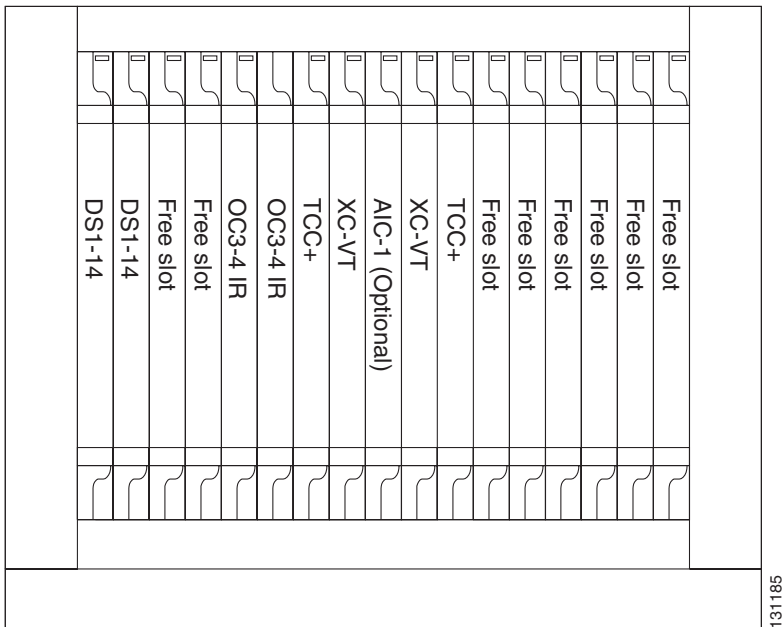 DS1-14
DS1-14
Free slot
Free slot
OC3-4 IR
OC3-4 IR
TCC+
XC-VT
AIC-1 (Optional)
XC-VT
TCC+
Free slot
Free slot
Free slot
Free slot
Free slot
Free slot
131185